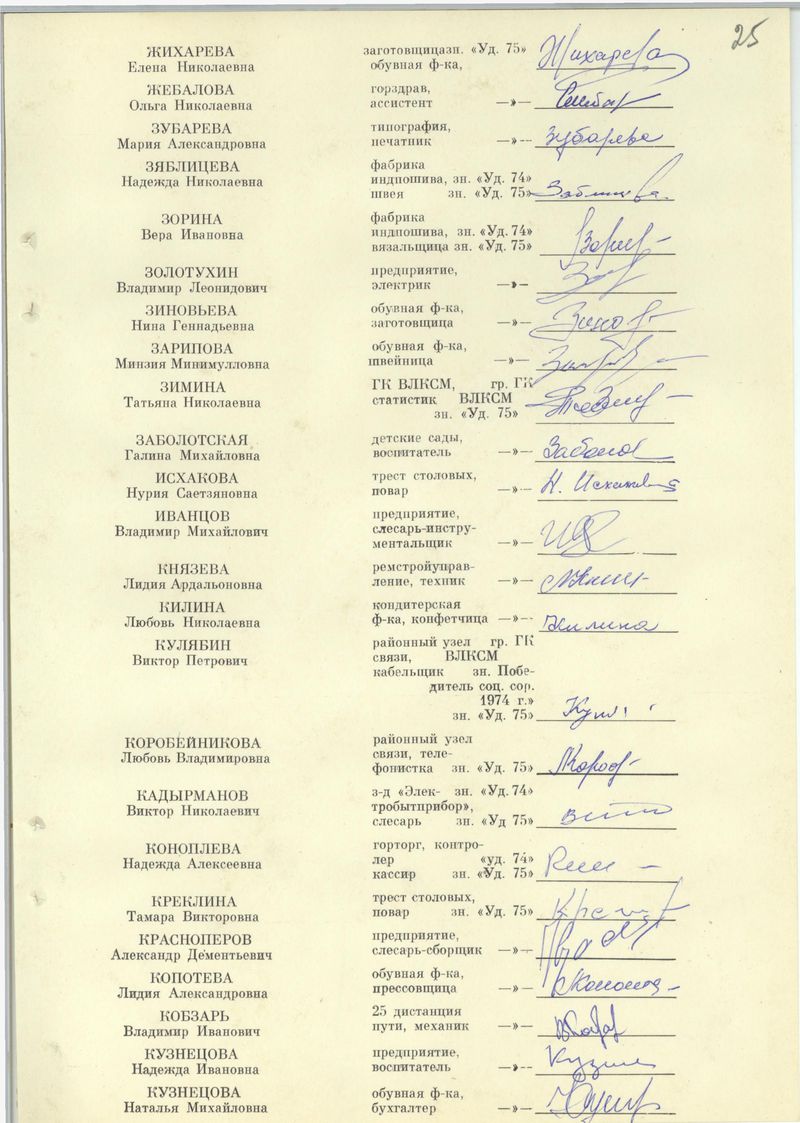 25
ЖИХАРЕВА заготовщицазн. «Уд. 75» Жихарева
Елена Николаевна обувная ф-ка,
ЖЕБАЛОВА горздрав,
Ольга Николаевна ассистент —»—
ЗУБАРЕВА типография,
Мария Александровна печатник —»— Зубарева
ЗЯБЛИЦЕВА фабрика
Надежда Николаевна индпошива, зн. «Уд. 74»
швея зн. «Уд. 75»
ЗОРИНА фабрика
Вера Ивановна индпошива, зн. «Уд. 74»
вязальщица зн. «Уд. 75»
ЗОЛОТУХИН предприятие,
Владимир Леонидович электрик —»—
ЗИНОВЬЕВА обувная ф-ка,
Нина Геннадьевна заготовщица —»—
ЗАРИПОВА обувная ф-ка,
Минзия Минимулловна швейница —»—
ЗИМИНА ГК ВЛКСМ, гр. ГК
Татьяна Николаевна статистик ВЛКСМ
зн. «Уд. 75»
ЗАБОЛОТСКАЯ детские сады,
Галина Михайловна воспитатель —»—
ИСХАКОВА трест столовых,
Нурия Саетзяновна повар —»—
ИВАНЦОВ предприятие,
Владимир Михайлович слесарь-инстру-
ментальщик —»—
КНЯЗЕВА ремстройуправ-
Лидия Ардальоновна ление, техник —»—
КИЛИНА кондитерская
Любовь Николаевна ф-ка, конфетчица —»— Килина
КУЛЯБИН районный узел гр. ГК
Виктор Петрович связи, ВЛКСМ
кабельщик зн. Побе-
дитель соц. сор.
1974 г.»
зн. «Уд. 75»
КОРОБЕЙНИКОВА районный узел
Любовь Владимировна связи, теле-
фонистка зн. «Уд. 75»
КАДЫРМАНОВ з-д «Элек- зн. «Уд. 74»
Виктор Николаевич тробытприбор»,
слесарь зн. «Уд 75»
КОНОПЛЕВА горторг, контро-
Надежда Алексеевна лер «уд. 74»
кассир зн. «Уд. 75»
КРЕКЛИНА трест столовых,
Тамара Викторовна повар зн. «Уд. 75»
КРАСНОПЕРОВ предприятие,
Александр Дементьевич слесарь-сборщик —»—
КОПОТЕВА обувная ф-ка,
Лидия Александровна прессовщица —»—
КОБЗАРЬ 25 дистанция
Владимир Иванович пути, механик —»—
КУЗНЕЦОВА предприятие,
Надежда Ивановна воспитатель —»—
КУЗНЕЦОВА обувная ф-ка,
Наталья Михайловна бухгалтер —»—